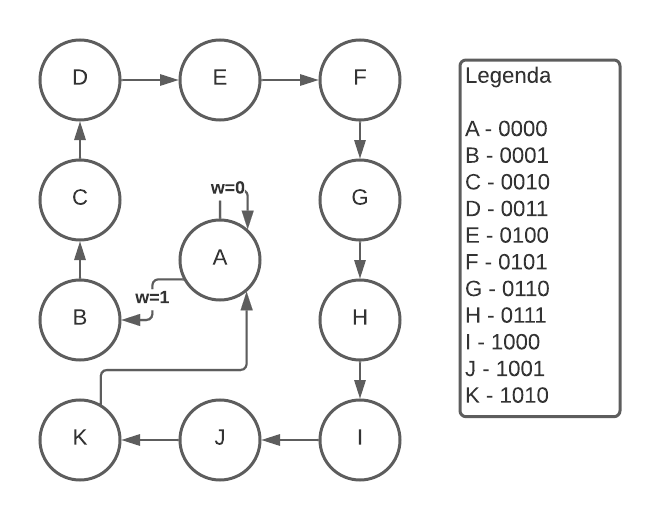 D
E
F
C
w=0
G
A
w=1
B
H
K
J
I
Legenda
A - 0000
B - 0001
C - 0010
D - 0011
E - 0100
F - 0101
G - 0110
H - 0111
I - 1000
J - 1001
K - 1010